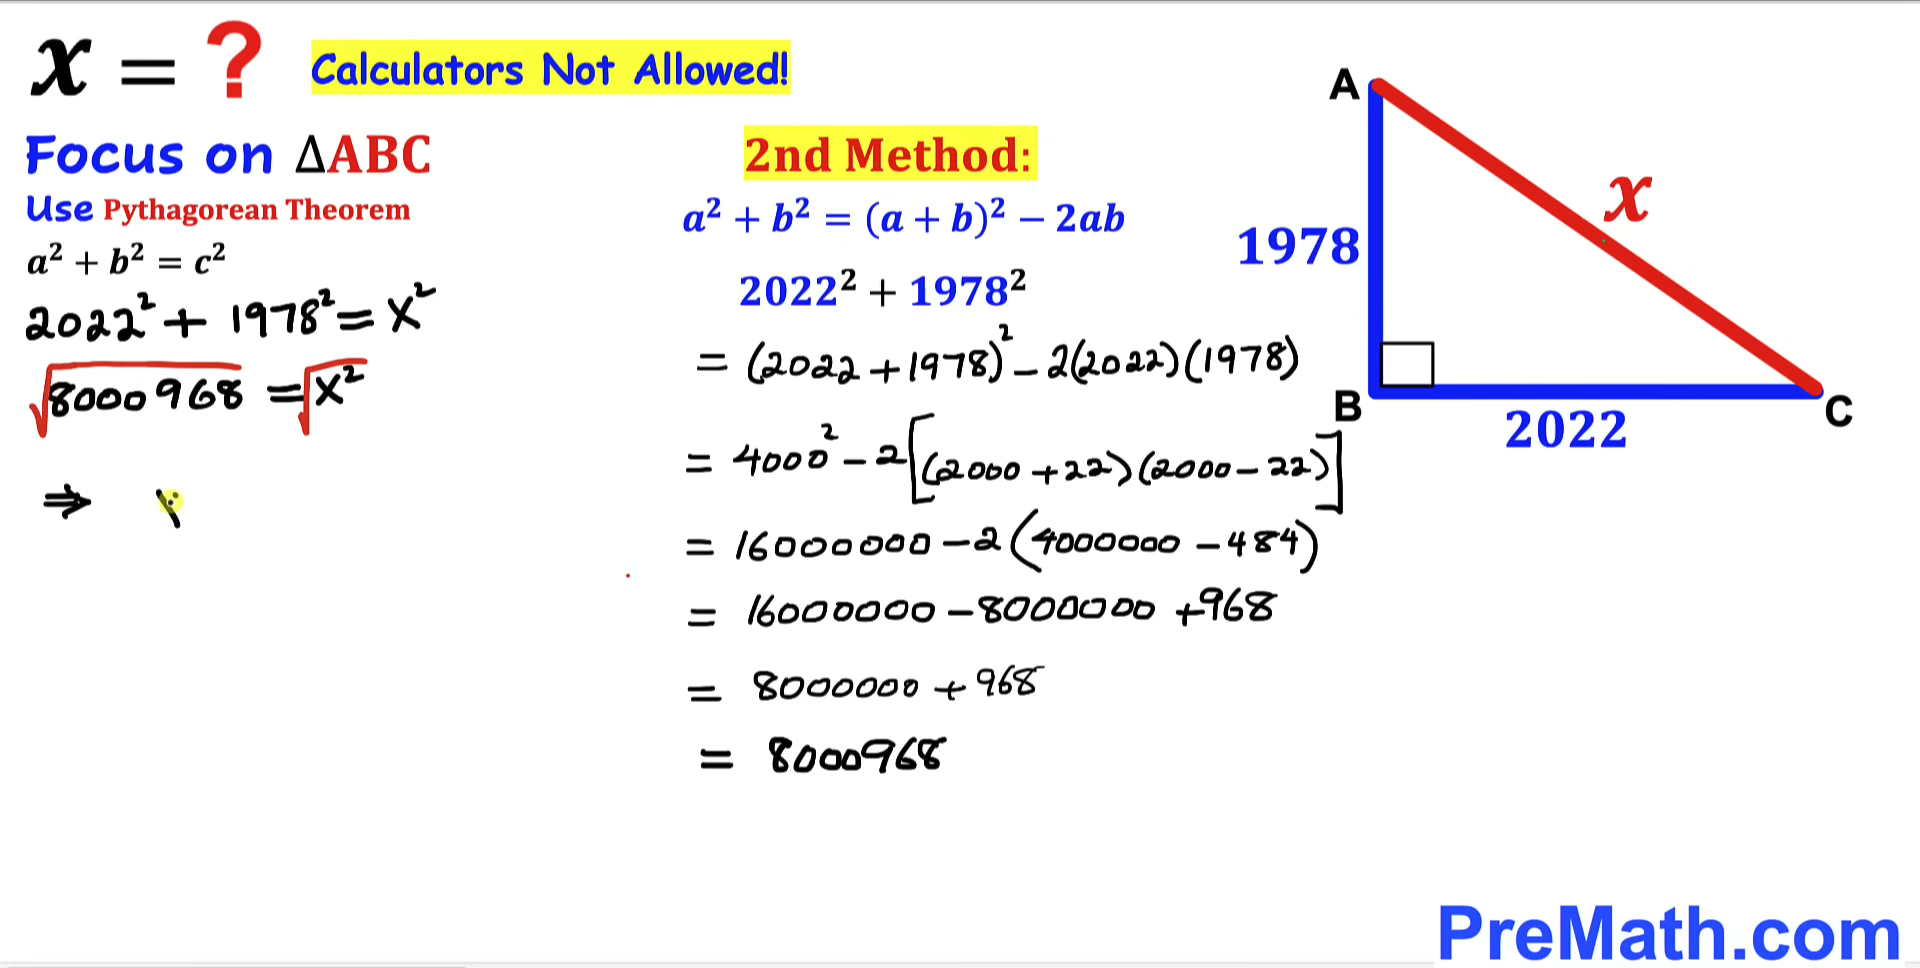 x = ?
Calculators Not Allowed!
Focus on ΔABC
Use Pythagorean Theorem
a² + b² = c²
2022² + 1978² = x²
√8000968 = √x²
⇒
2nd Method:
a² + b² = (a + b)² − 2ab
2022² + 1978²
= (2022 + 1978)² − 2(2022)(1978)
= 4000² − 2[(2000 + 22)(2000 − 22)]
= 16000000 − 2(4000000 − 484)
= 16000000 − 8000000 + 968
= 8000000 + 968
= 8000968
A
x
1978
B
C
2022
PreMath.com